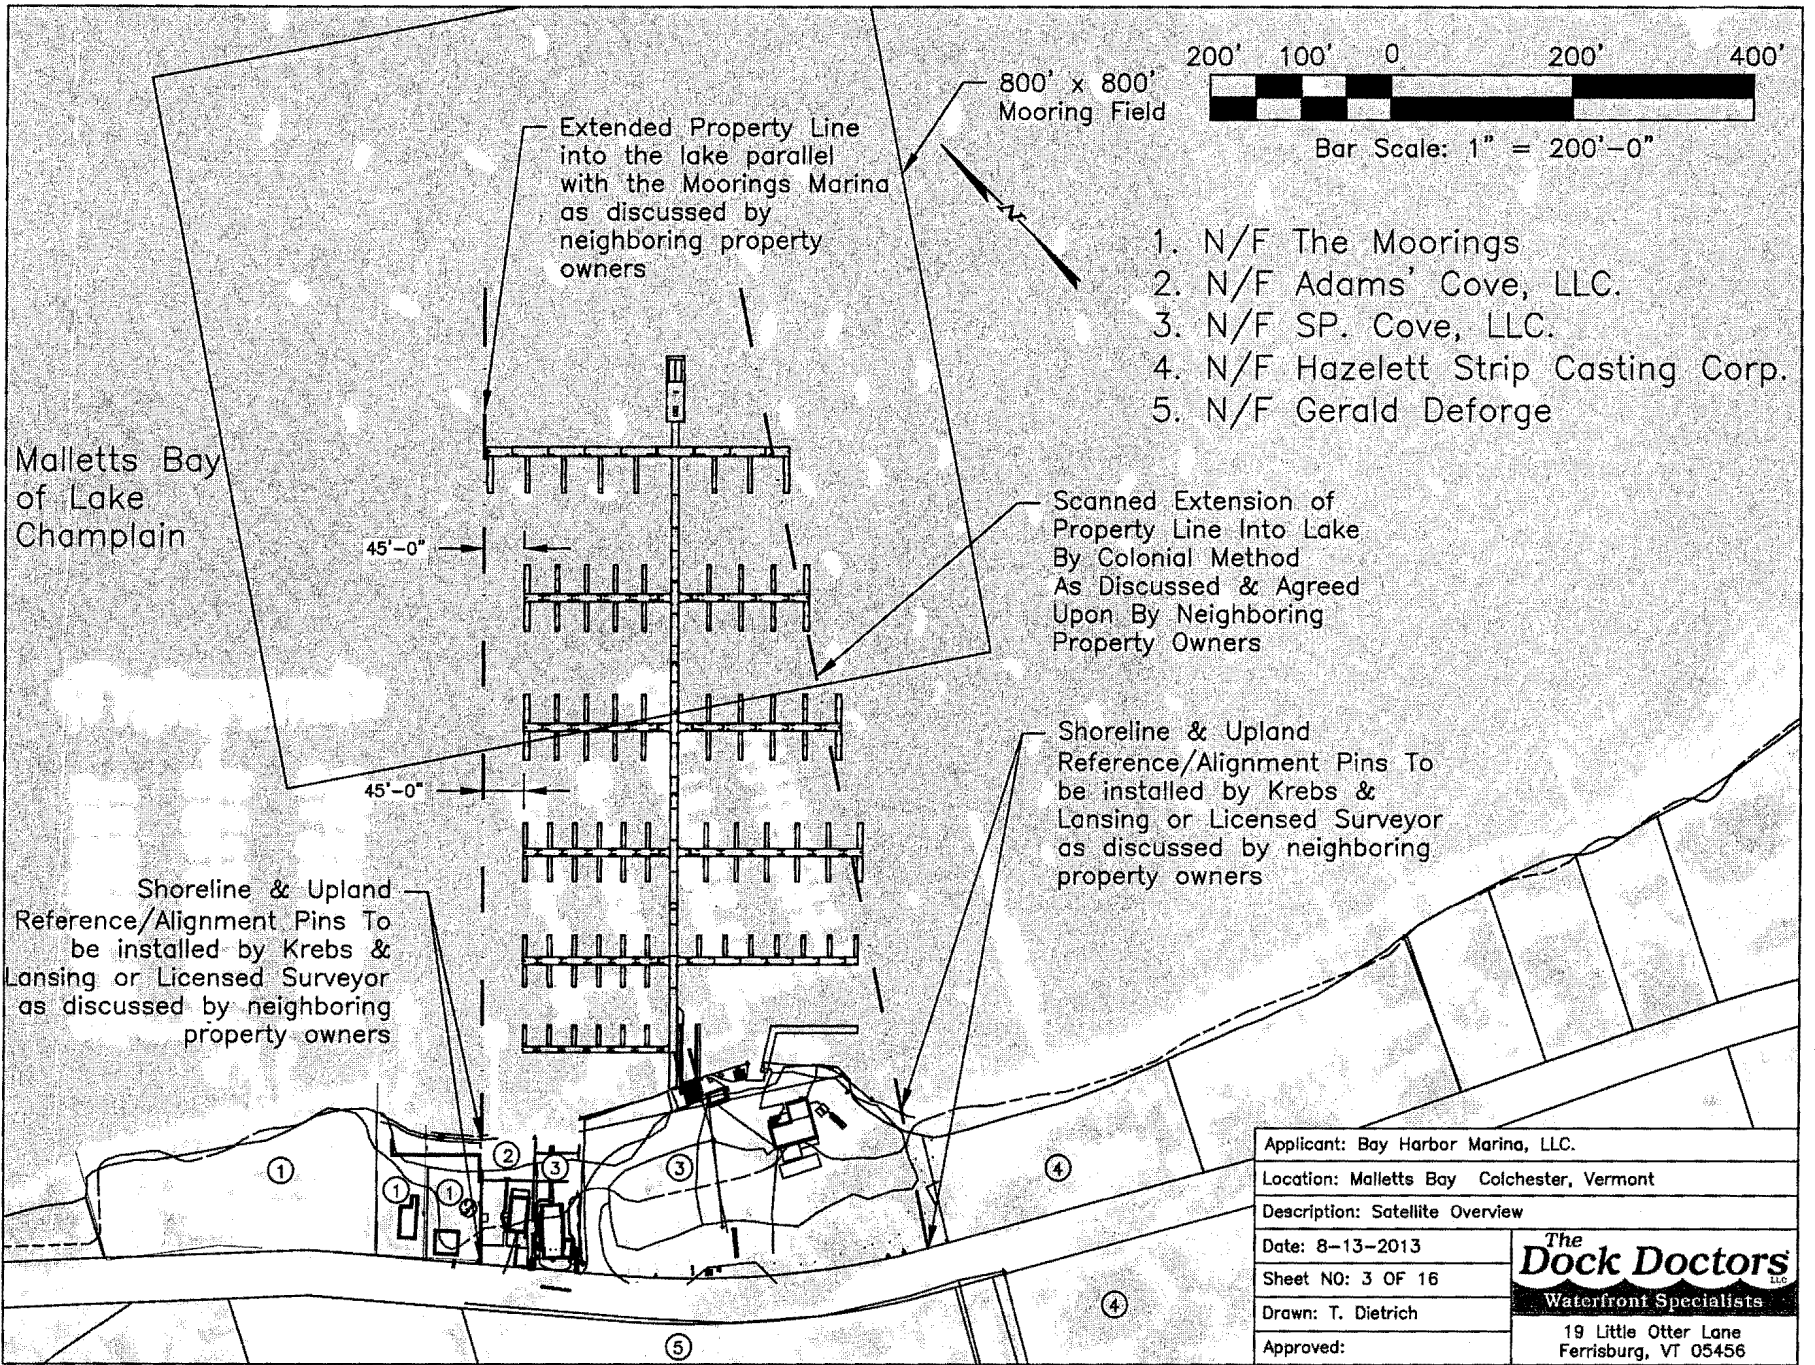 200' 100' 0 200' 400'
Bar Scale: 1" = 200'-0"
800' x 800'
Mooring Field
Extended Property Line
into the lake parallel
with the Moorings Marina
as discussed by
neighboring property
owners
N
1. N/F The Moorings
2. N/F Adams' Cove, LLC.
3. N/F SP. Cove, LLC.
4. N/F Hazelett Strip Casting Corp.
5. N/F Gerald Deforge
Malletts Bay
of Lake
Champlain
45'-0"
Scanned Extension of
Property Line Into Lake
By Colonial Method
As Discussed & Agreed
Upon By Neighboring
Property Owners
45'-0"
Shoreline & Upland
Reference/Alignment Pins To
be installed by Krebs &
Lansing or Licensed Surveyor
as discussed by neighboring
property owners
Shoreline & Upland
Reference/Alignment Pins To
be installed by Krebs &
Lansing or Licensed Surveyor
as discussed by neighboring
property owners
1
1
1
2
3
3
4
4
5
Applicant: Bay Harbor Marina, LLC.
Location: Malletts Bay Colchester, Vermont
Description: Satellite Overview
Date: 8-13-2013
Sheet NO: 3 OF 16
Drawn: T. Dietrich
Approved:
The
Dock Doctors
LLC
Waterfront Specialists
19 Little Otter Lane
Ferrisburg, VT 05456